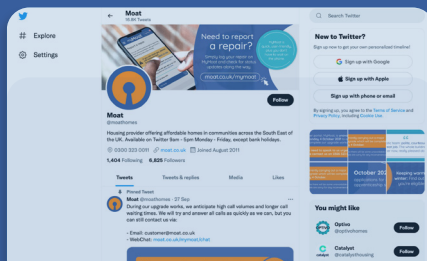 Moat
15.8K Tweets
Search Twitter
Explore
Settings
Need to report
a repair?
moat.co.uk/mymoat
Follow
Moat
@moathomes
Housing provider offering affordable homes in communities across the South East of
the UK. Available on Twitter 9am - 5pm Monday - Friday, except bank holidays.
0300 323 0011 moat.co.uk Joined August 2011
1,404 Following 6,825 Followers
Tweets Tweets & replies Media Likes
Pinned Tweet
Moat @moathomes · 27 Sep
During our upgrade works, we anticipate high call volumes and longer call
waiting times. We will try and answer all calls as quickly as we can, but you
can still contact us via:
- Email: customer@moat.co.uk
- WebChat: moat.co.uk/mymoat/chat
New to Twitter?
Sign up now to get your own personalized timeline!
Sign up with Google
Sign up with Apple
Sign up with phone or email
By signing up, you agree to the Terms of Service and
Privacy Policy, including Cookie Use.
October 202
Keeping warm
You might like
Optivo
@optivohomes
Follow
Catalyst
@catalysthousing
Follow